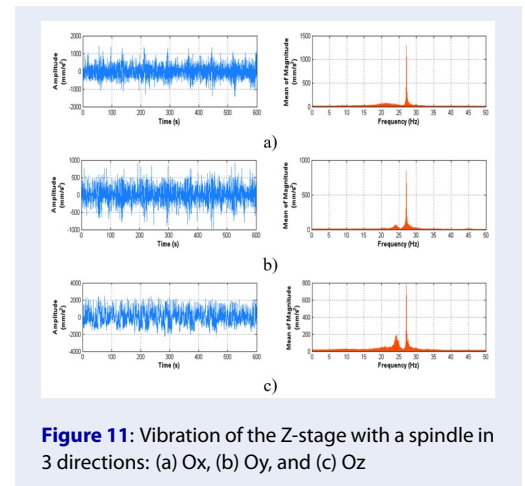 Amplitude
(mm/s²)
2000
1000
0
-1000
-2000
0 100 200 300 400 500 600
Time (s)
Mean of Magnitude
(mm/s²)
1500
1000
500
0
0 5 10 15 20 25 30 35 40 45 50
Frequency (Hz)
a)
Amplitude
(mm/s²)
1000
500
0
-500
-1000
0 100 200 300 400 500 600
Time (s)
Mean of Magnitude
(mm/s²)
1000
500
0
0 5 10 15 20 25 30 35 40 45 50
Frequency (Hz)
b)
Amplitude
(mm/s²)
4000
2000
0
-2000
-4000
0 100 200 300 400 500 600
Time (s)
Mean of Magnitude
(mm/s²)
800
600
400
200
0
0 5 10 15 20 25 30 35 40 45 50
Frequency (Hz)
c)
Figure 11: Vibration of the Z-stage with a spindle in
3 directions: (a) Ox, (b) Oy, and (c) Oz